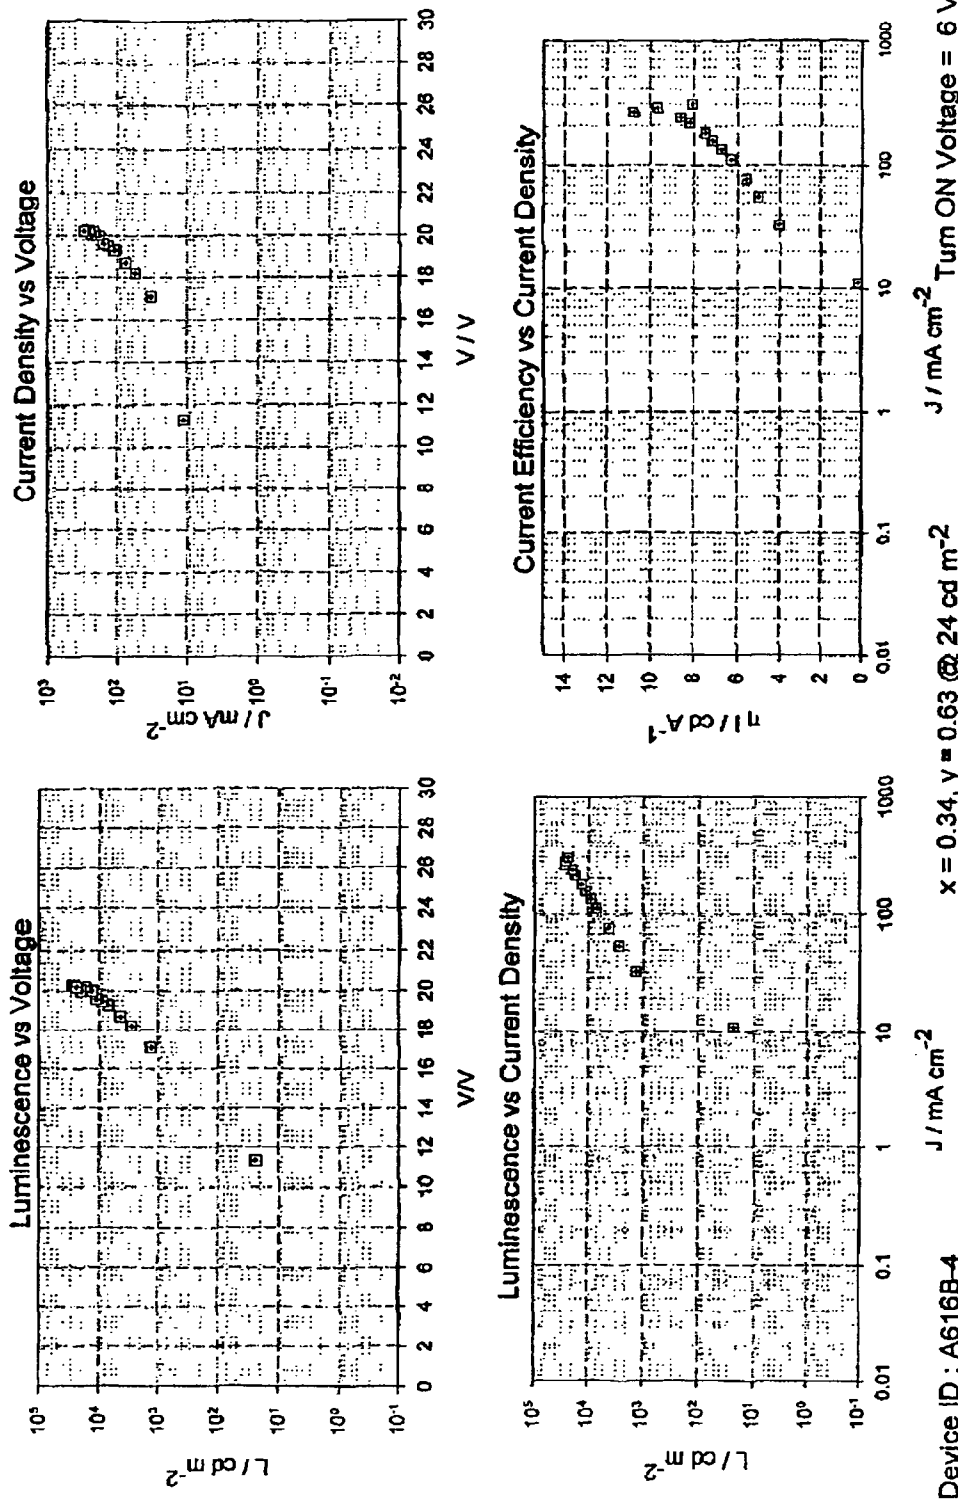 Luminescence vs Voltage
L / cd m-2
10⁵
10⁴
10³
10²
10¹
10⁰
10⁻¹
0 2 4 6 8 10 12 14 16 18 20 22 24 26 28 30
V/V
Current Density vs Voltage
J / mA cm-2
10³
10²
10¹
10⁰
10⁻¹
10⁻²
0 2 4 6 8 10 12 14 16 18 20 22 24 26 28 30
V / V
Luminescence vs Current Density
L / cd m-2
10⁵
10⁴
10³
10²
10¹
10⁰
10⁻¹
0.01 0.1 1 10 100 1000
J / mA cm-2
Current Efficiency vs Current Density
η I / cd A-1
14
12
10
8
6
4
2
0
0.01 0.1 1 10 100 1000
J / mA cm-2
Device ID : A616B-4
x = 0.34, y = 0.63 @ 24 cd m-2
Turn ON Voltage = 6 V